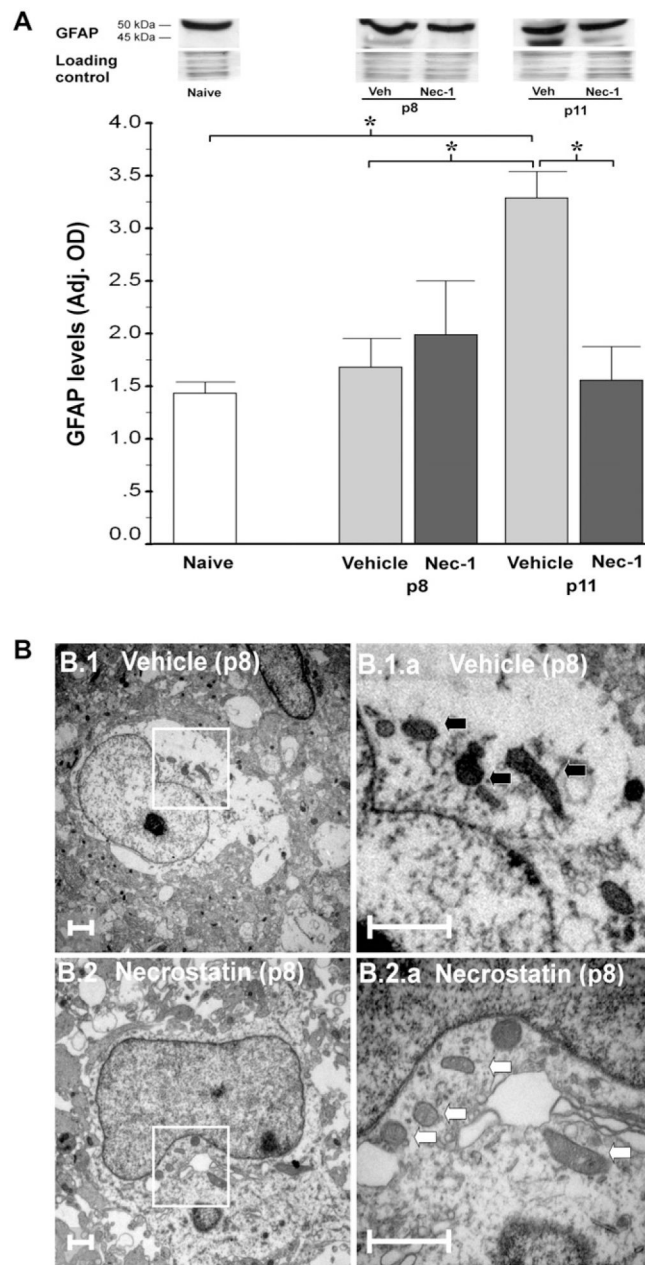 A
GFAP
50 kDa
45 kDa
Loading
control
Naive
Veh Nec-1
p8
Veh Nec-1
p11
* * *
GFAP levels (Adj. OD)
4.0
3.5
3.0
2.5
2.0
1.5
1.0
.5
0.0
Naive
Vehicle Nec-1
p8
Vehicle Nec-1
p11
B
B.1 Vehicle (p8)
B.1.a Vehicle (p8)
B.2 Necrostatin (p8)
B.2.a Necrostatin (p8)